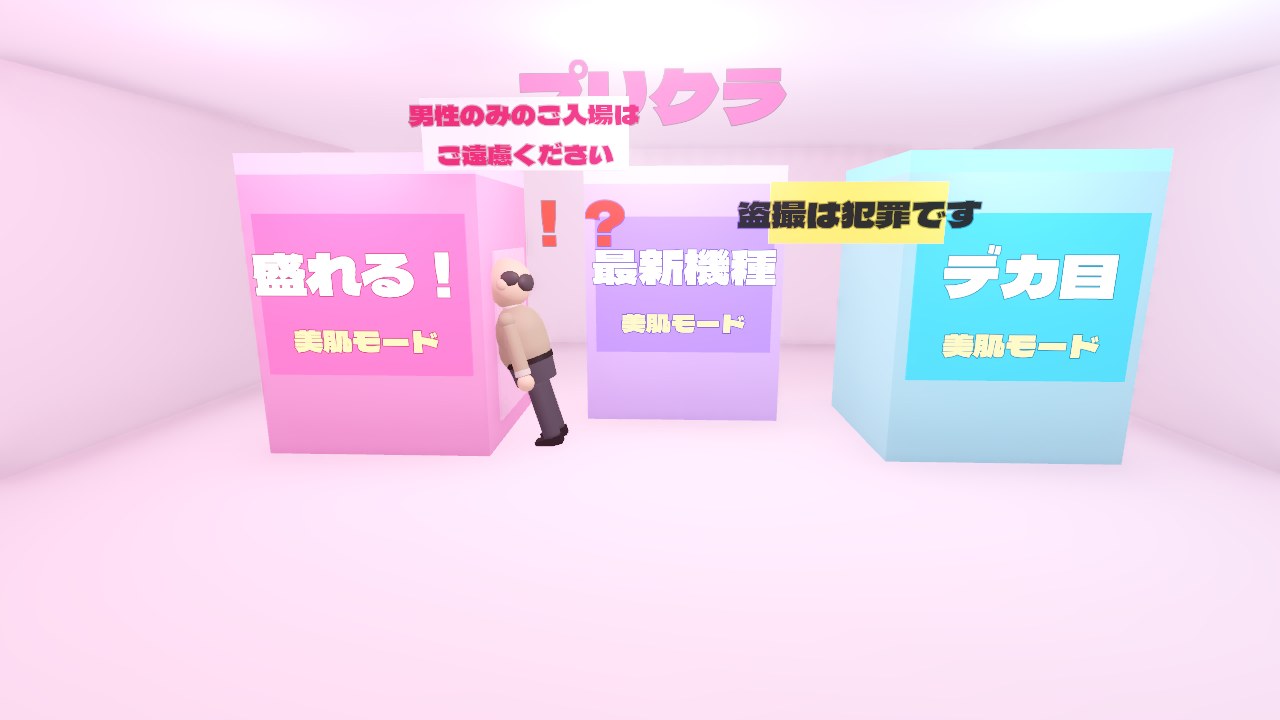 プリクラ
男性のみのご入場は
ご遠慮ください
！？
盗撮は犯罪です
盛れる！
美肌モード
最新機種
美肌モード
デカ目
美肌モード